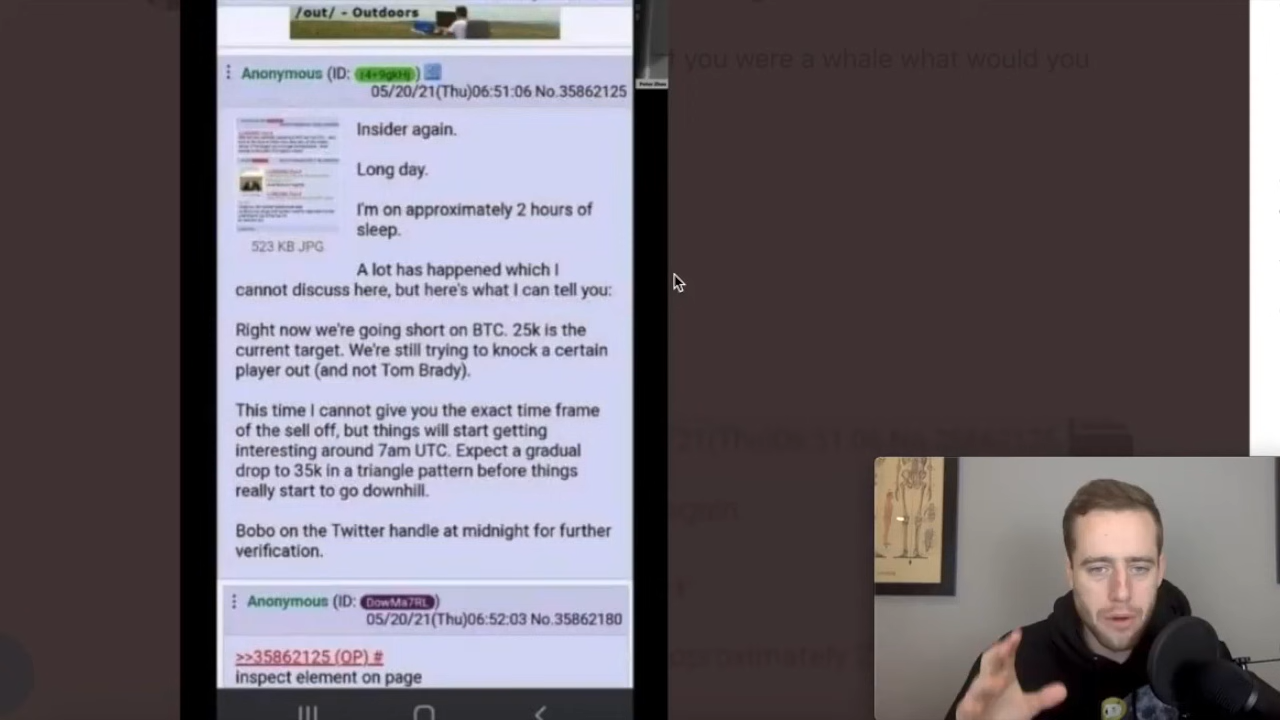 /out/ - Outdoors
f you were a whale what would you
Anonymous (ID: (4+9gkHj)
05/20/21(Thu)06:51:06 No.35862125
Insider again.
Long day.
I'm on approximately 2 hours of
sleep.
523 KB JPG
A lot has happened which I
cannot discuss here, but here's what I can tell you:
Right now we're going short on BTC. 25k is the
current target. We're still trying to knock a certain
player out (and not Tom Brady).
This time I cannot give you the exact time frame
of the sell off, but things will start getting
interesting around 7am UTC. Expect a gradual
drop to 35k in a triangle pattern before things
really start to go downhill.
Bobo on the Twitter handle at midnight for further
verification.
Anonymous (ID: DowMa7RL)
05/20/21(Thu)06:52:03 No.35862180
>>35862125 (OP) #
inspect element on page